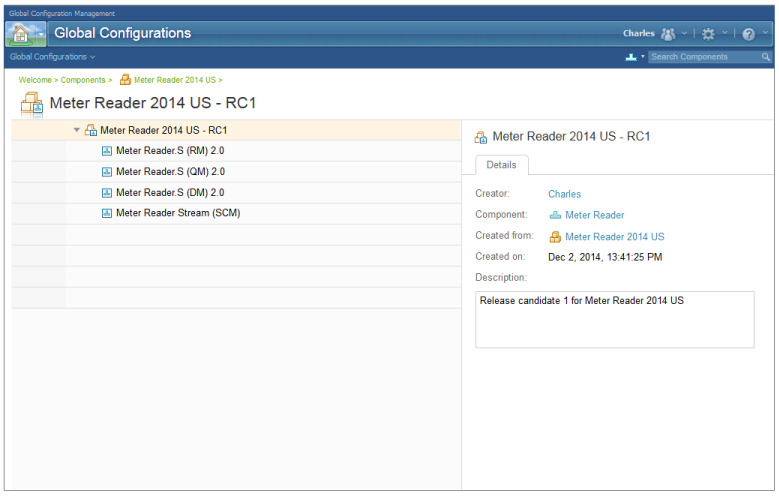 Global Configuration Management
Global Configurations
Charles
Global Configurations
Search Components
Welcome > Components > Meter Reader 2014 US >
Meter Reader 2014 US - RC1
Meter Reader 2014 US - RC1
Meter Reader.S (RM) 2.0
Meter Reader.S (QM) 2.0
Meter Reader.S (DM) 2.0
Meter Reader Stream (SCM)
Meter Reader 2014 US - RC1
Details
Creator: Charles
Component: Meter Reader
Created from: Meter Reader 2014 US
Created on: Dec 2, 2014, 13:41:25 PM
Description:
Release candidate 1 for Meter Reader 2014 US